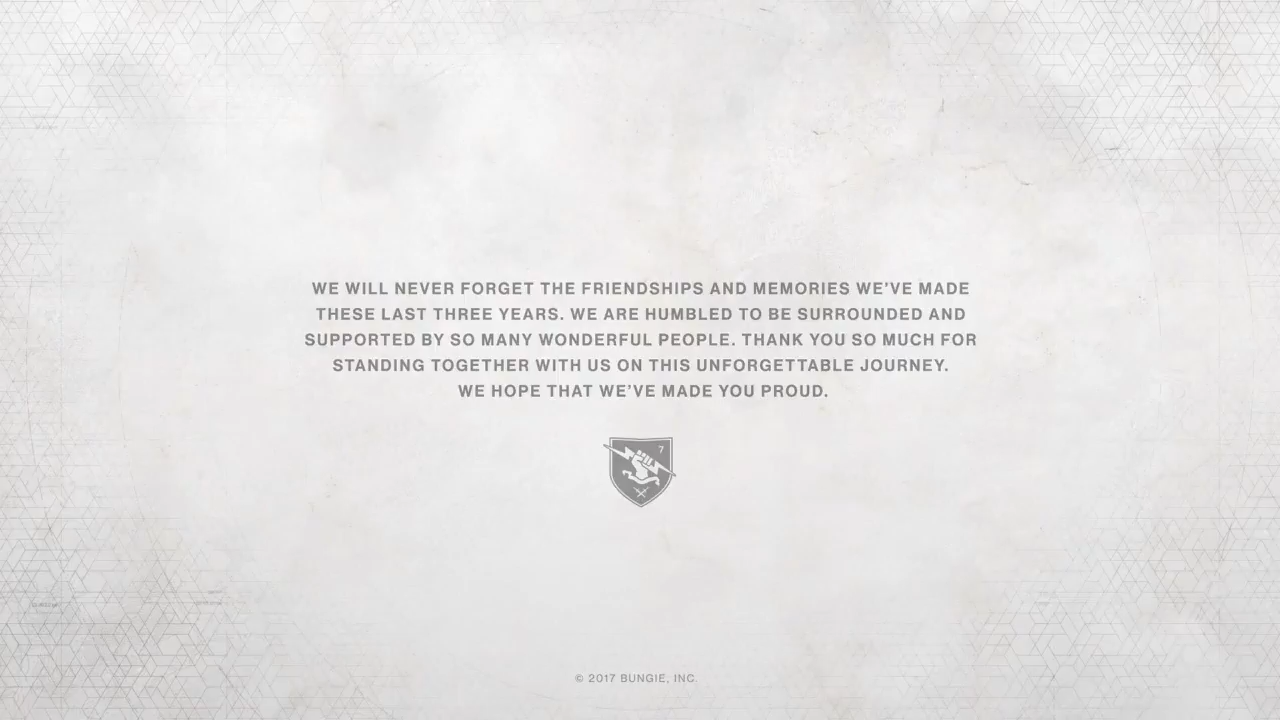 WE WILL NEVER FORGET THE FRIENDSHIPS AND MEMORIES WE'VE MADE
THESE LAST THREE YEARS. WE ARE HUMBLED TO BE SURROUNDED AND
SUPPORTED BY SO MANY WONDERFUL PEOPLE. THANK YOU SO MUCH FOR
STANDING TOGETHER WITH US ON THIS UNFORGETTABLE JOURNEY.
WE HOPE THAT WE'VE MADE YOU PROUD.
7
© 2017 BUNGIE, INC.